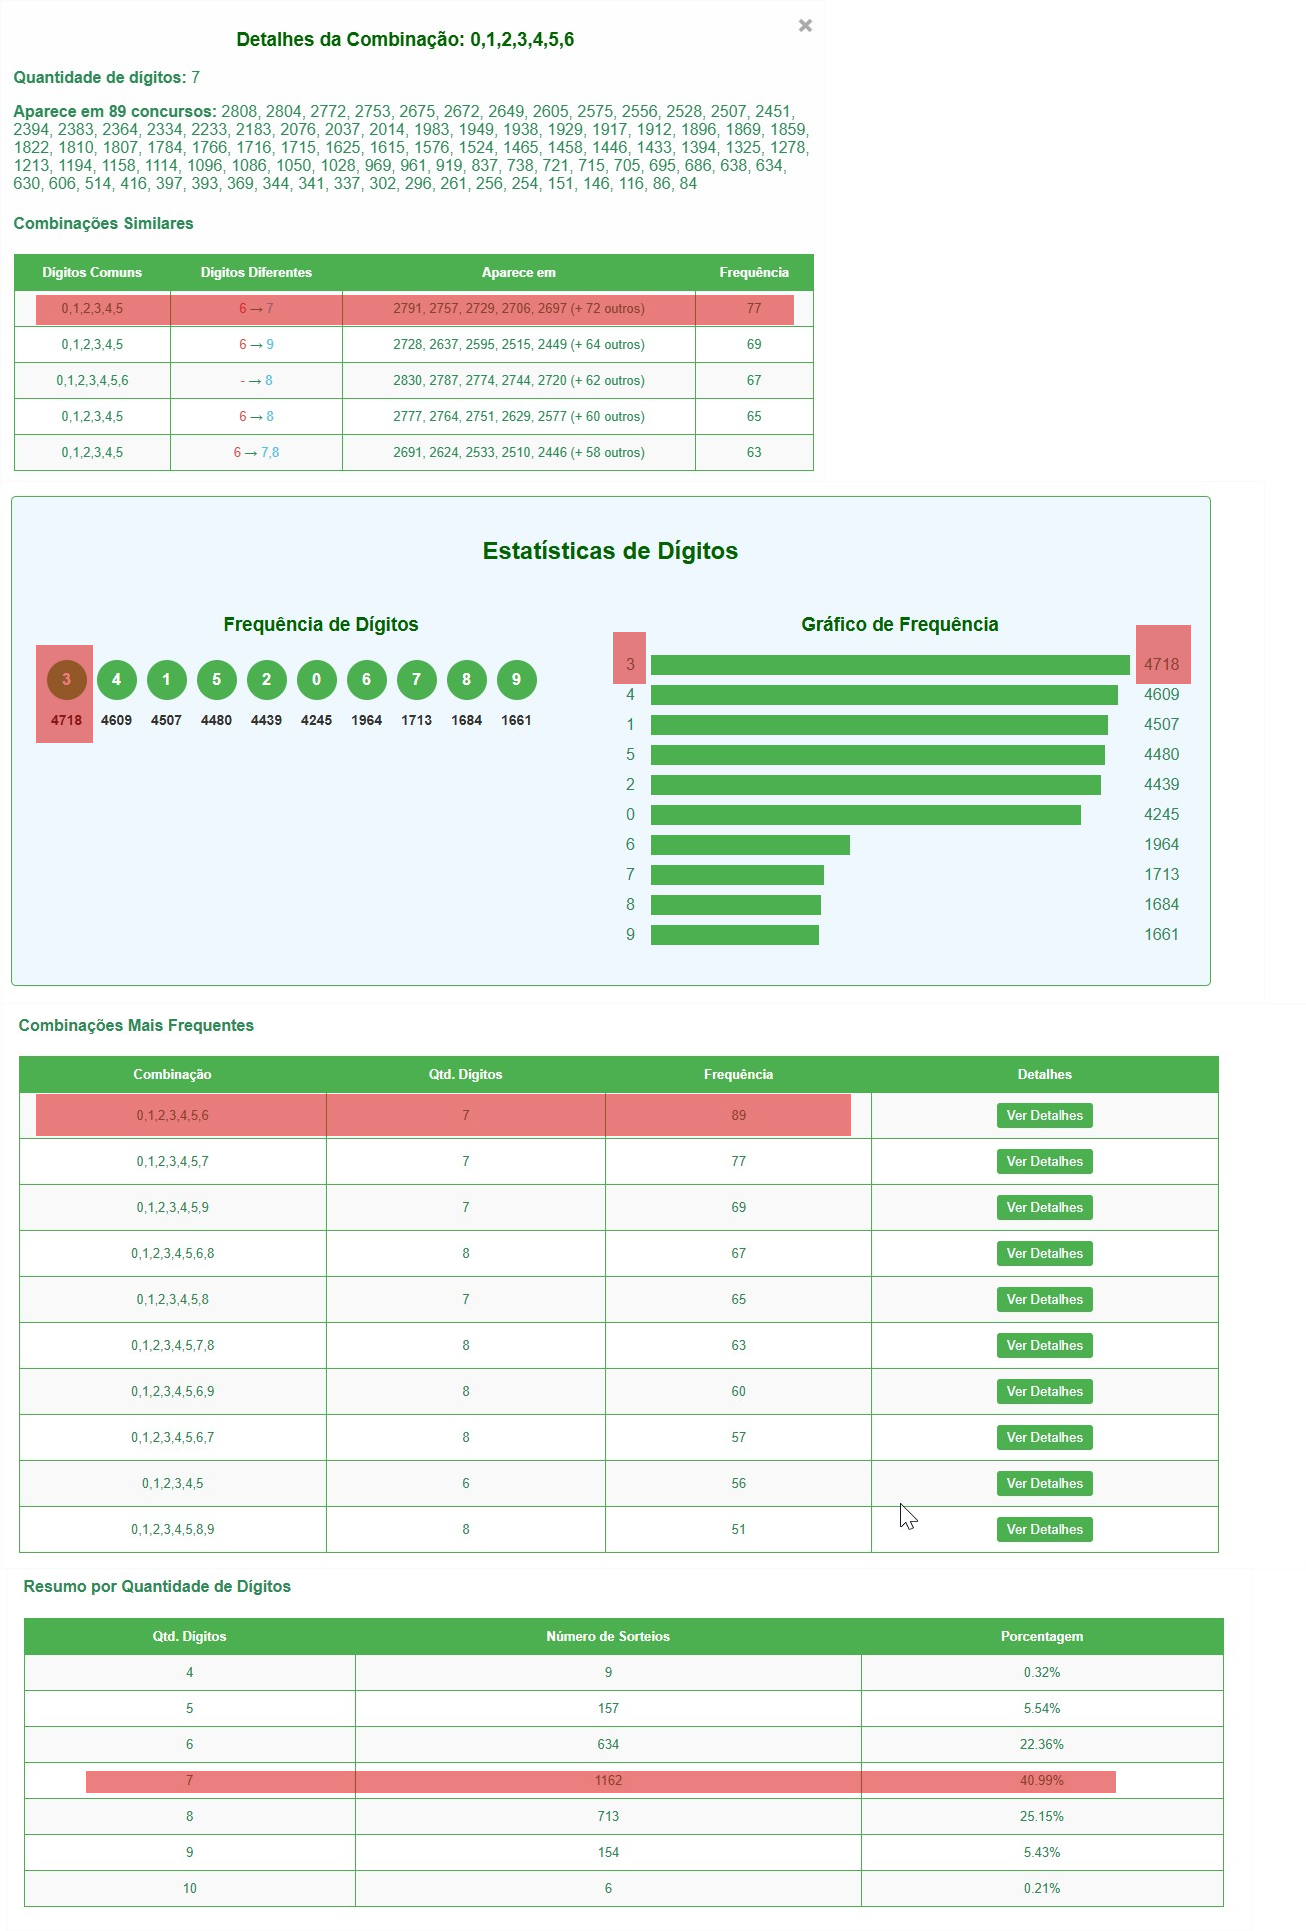 Detalhes da Combinação: 0,1,2,3,4,5,6
Quantidade de dígitos: 7
Aparece em 89 concursos: 2808, 2804, 2772, 2753, 2675, 2672, 2649, 2605, 2575, 2556, 2528, 2507, 2451,
2394, 2383, 2364, 2334, 2233, 2183, 2076, 2037, 2014, 1983, 1949, 1938, 1929, 1917, 1912, 1896, 1869, 1859,
1822, 1810, 1807, 1784, 1766, 1716, 1715, 1625, 1615, 1576, 1524, 1465, 1458, 1446, 1433, 1394, 1325, 1278,
1213, 1194, 1158, 1114, 1096, 1086, 1050, 1028, 969, 961, 919, 837, 738, 721, 715, 705, 695, 686, 638, 634,
630, 606, 514, 416, 397, 393, 369, 344, 341, 337, 302, 296, 261, 256, 254, 151, 146, 116, 86, 84
Combinações Similares
Dígitos Comuns Dígitos Diferentes Aparece em Frequência
0,1,2,3,4,5 6 → 7 2791, 2757, 2729, 2706, 2697 (+ 72 outros) 77
0,1,2,3,4,5 6 → 9 2728, 2637, 2595, 2515, 2449 (+ 64 outros) 69
0,1,2,3,4,5,6 - → 8 2830, 2787, 2774, 2744, 2720 (+ 62 outros) 67
0,1,2,3,4,5 6 → 8 2777, 2764, 2751, 2629, 2577 (+ 60 outros) 65
0,1,2,3,4,5 6 → 7,8 2691, 2624, 2533, 2510, 2446 (+ 58 outros) 63
Estatísticas de Dígitos
Frequência de Dígitos
3 4 1 5 2 0 6 7 8 9
4718 4609 4507 4480 4439 4245 1964 1713 1684 1661
Gráfico de Frequência
3 4718
4 4609
1 4507
5 4480
2 4439
0 4245
6 1964
7 1713
8 1684
9 1661
Combinações Mais Frequentes
Combinação Qtd. Dígitos Frequência Detalhes
0,1,2,3,4,5,6 7 89 Ver Detalhes
0,1,2,3,4,5,7 7 77 Ver Detalhes
0,1,2,3,4,5,9 7 69 Ver Detalhes
0,1,2,3,4,5,6,8 8 67 Ver Detalhes
0,1,2,3,4,5,8 7 65 Ver Detalhes
0,1,2,3,4,5,7,8 8 63 Ver Detalhes
0,1,2,3,4,5,6,9 8 60 Ver Detalhes
0,1,2,3,4,5,6,7 8 57 Ver Detalhes
0,1,2,3,4,5 6 56 Ver Detalhes
0,1,2,3,4,5,8,9 8 51 Ver Detalhes
Resumo por Quantidade de Dígitos
Qtd. Dígitos Número de Sorteios Porcentagem
4 9 0.32%
5 157 5.54%
6 634 22.36%
7 1162 40.99%
8 713 25.15%
9 154 5.43%
10 6 0.21%